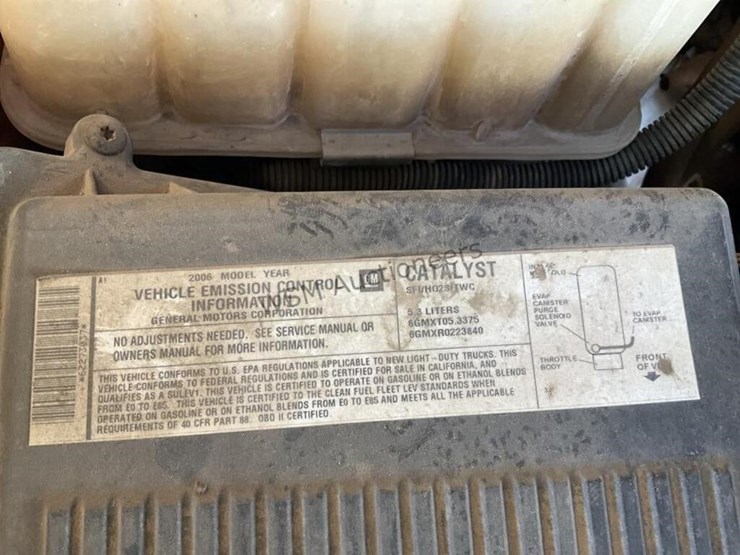 A1
2006 MODEL YEAR
VEHICLE EMISSION CONTROL
INFORMATION
GENERAL MOTORS CORPORATION
GM
CATALYST
NO ADJUSTMENTS NEEDED. SEE SERVICE MANUAL OR
OWNERS MANUAL FOR MORE INFORMATION.
5.3 LITERS
6GMXT05.3375
6GMXR0223840
THIS VEHICLE CONFORMS TO U.S. EPA REGULATIONS APPLICABLE TO NEW LIGHT-DUTY TRUCKS. THIS
VEHICLE CONFORMS TO FEDERAL REGULATIONS AND IS CERTIFIED FOR SALE IN CALIFORNIA, AND
QUALIFIES AS A SULEV1. THIS VEHICLE IS CERTIFIED TO OPERATE ON GASOLINE OR ON ETHANOL BLENDS
FROM E0 TO E85. THIS VEHICLE IS CERTIFIED TO THE CLEAN FUEL FLEET LEV STANDARDS WHEN
OPERATED ON GASOLINE OR ON ETHANOL BLENDS FROM E0 TO E85 AND MEETS ALL THE APPLICABLE
REQUIREMENTS OF 40 CFR PART 88. OBD II CERTIFIED.
EVAP
CANISTER
PURGE
SOLENOID
VALVE
TO EVAP
CANISTER
THROTTLE
BODY
FRONT
OF
Auctioneers